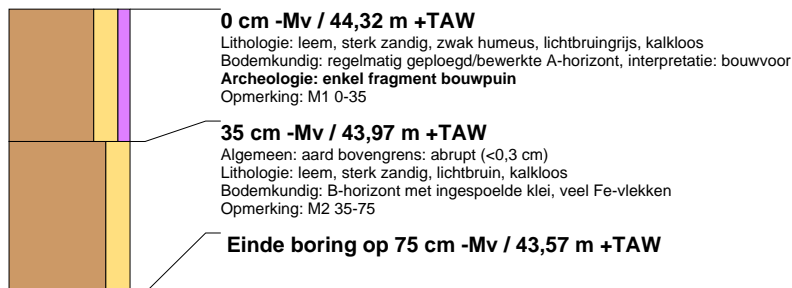 0 cm -Mv / 44,32 m +TAW
Lithologie: leem, sterk zandig, zwak humeus, lichtbruingrijs, kalkloos
Bodemkundig: regelmatig geploegd/bewerkte A-horizont, interpretatie: bouwvoor
Archeologie: enkel fragment bouwpuin
Opmerking: M1 0-35
35 cm -Mv / 43,97 m +TAW
Algemeen: aard bovengrens: abrupt (<0,3 cm)
Lithologie: leem, sterk zandig, lichtbruin, kalkloos
Bodemkundig: B-horizont met ingespoelde klei, veel Fe-vlekken
Opmerking: M2 35-75
Einde boring op 75 cm -Mv / 43,57 m +TAW